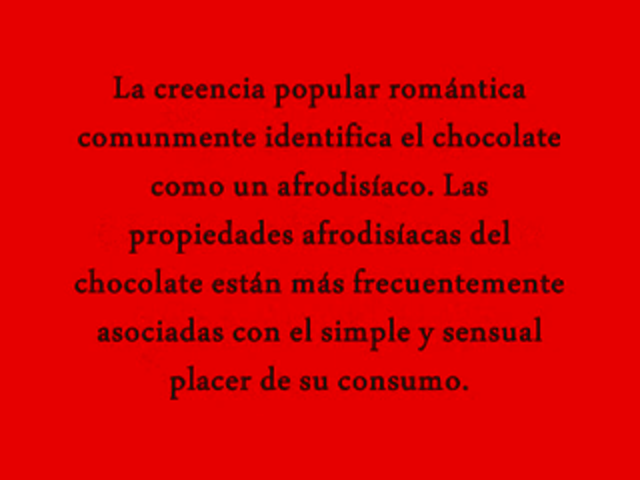 La creencia popular romántica
comunmente identifica el chocolate
como un afrodisíaco. Las
propiedades afrodisíacas del
chocolate están más frecuentemente
asociadas con el simple y sensual
placer de su consumo.